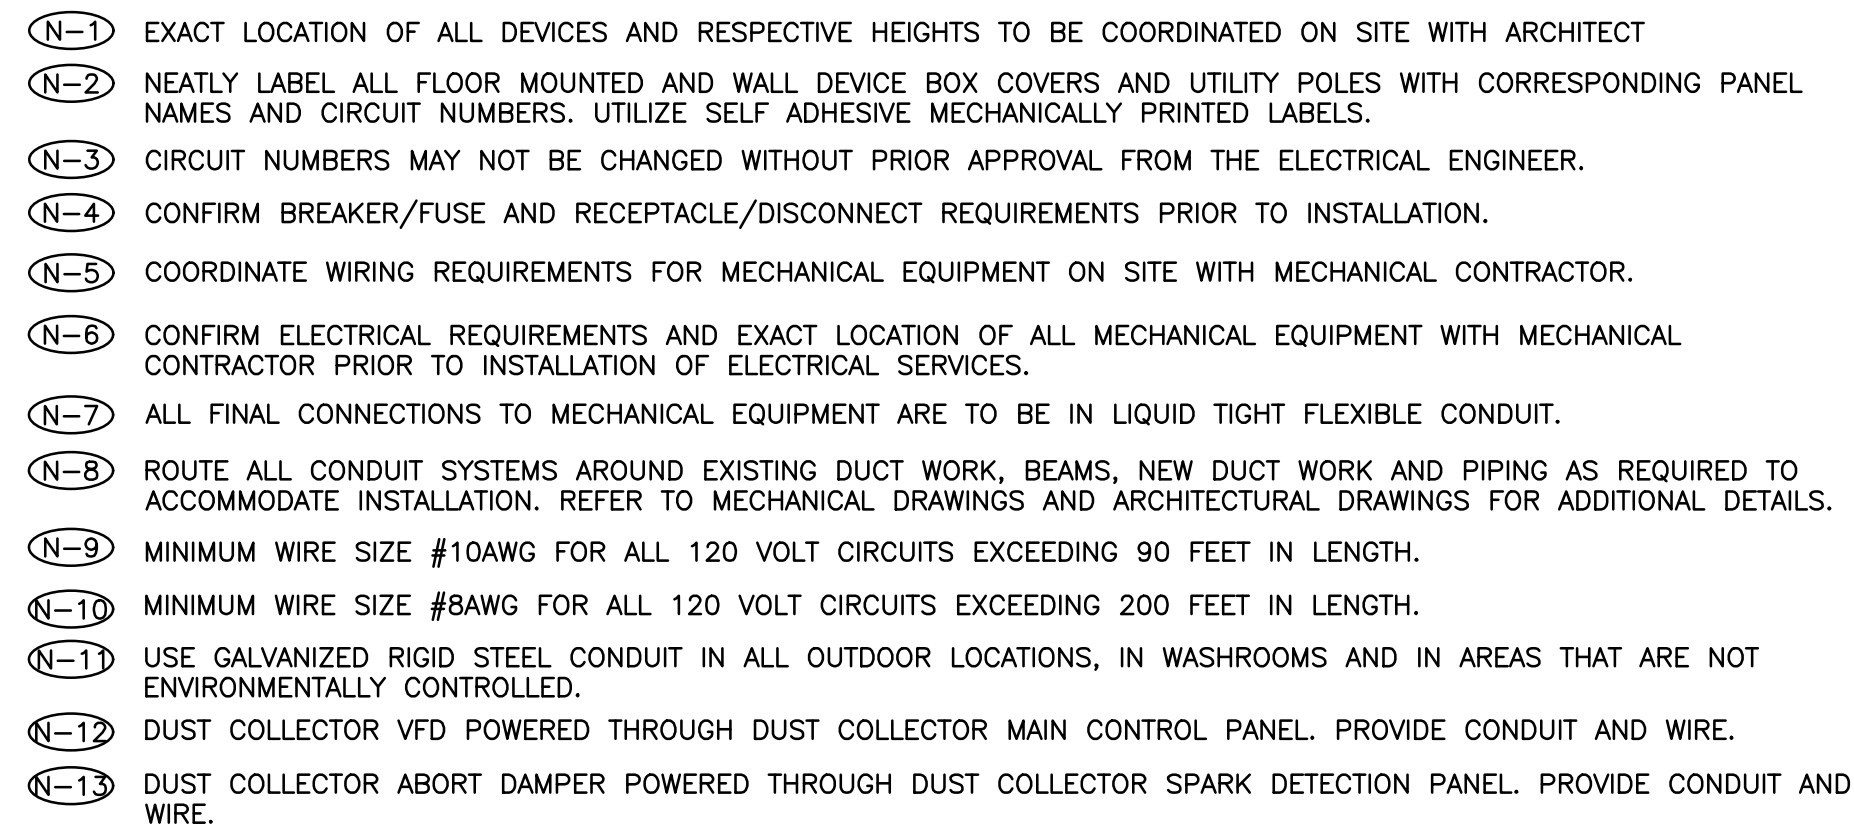 N-1 EXACT LOCATION OF ALL DEVICES AND RESPECTIVE HEIGHTS TO BE COORDINATED ON SITE WITH ARCHITECT
N-2 NEATLY LABEL ALL FLOOR MOUNTED AND WALL DEVICE BOX COVERS AND UTILITY POLES WITH CORRESPONDING PANEL
NAMES AND CIRCUIT NUMBERS. UTILIZE SELF ADHESIVE MECHANICALLY PRINTED LABELS.
N-3 CIRCUIT NUMBERS MAY NOT BE CHANGED WITHOUT PRIOR APPROVAL FROM THE ELECTRICAL ENGINEER.
N-4 CONFIRM BREAKER/FUSE AND RECEPTACLE/DISCONNECT REQUIREMENTS PRIOR TO INSTALLATION.
N-5 COORDINATE WIRING REQUIREMENTS FOR MECHANICAL EQUIPMENT ON SITE WITH MECHANICAL CONTRACTOR.
N-6 CONFIRM ELECTRICAL REQUIREMENTS AND EXACT LOCATION OF ALL MECHANICAL EQUIPMENT WITH MECHANICAL
CONTRACTOR PRIOR TO INSTALLATION OF ELECTRICAL SERVICES.
N-7 ALL FINAL CONNECTIONS TO MECHANICAL EQUIPMENT ARE TO BE IN LIQUID TIGHT FLEXIBLE CONDUIT.
N-8 ROUTE ALL CONDUIT SYSTEMS AROUND EXISTING DUCT WORK, BEAMS, NEW DUCT WORK AND PIPING AS REQUIRED TO
ACCOMMODATE INSTALLATION. REFER TO MECHANICAL DRAWINGS AND ARCHITECTURAL DRAWINGS FOR ADDITIONAL DETAILS.
N-9 MINIMUM WIRE SIZE #10AWG FOR ALL 120 VOLT CIRCUITS EXCEEDING 90 FEET IN LENGTH.
N-10 MINIMUM WIRE SIZE #8AWG FOR ALL 120 VOLT CIRCUITS EXCEEDING 200 FEET IN LENGTH.
N-11 USE GALVANIZED RIGID STEEL CONDUIT IN ALL OUTDOOR LOCATIONS, IN WASHROOMS AND IN AREAS THAT ARE NOT
ENVIRONMENTALLY CONTROLLED.
N-12 DUST COLLECTOR VFD POWERED THROUGH DUST COLLECTOR MAIN CONTROL PANEL. PROVIDE CONDUIT AND WIRE.
N-13 DUST COLLECTOR ABORT DAMPER POWERED THROUGH DUST COLLECTOR SPARK DETECTION PANEL. PROVIDE CONDUIT AND
WIRE.